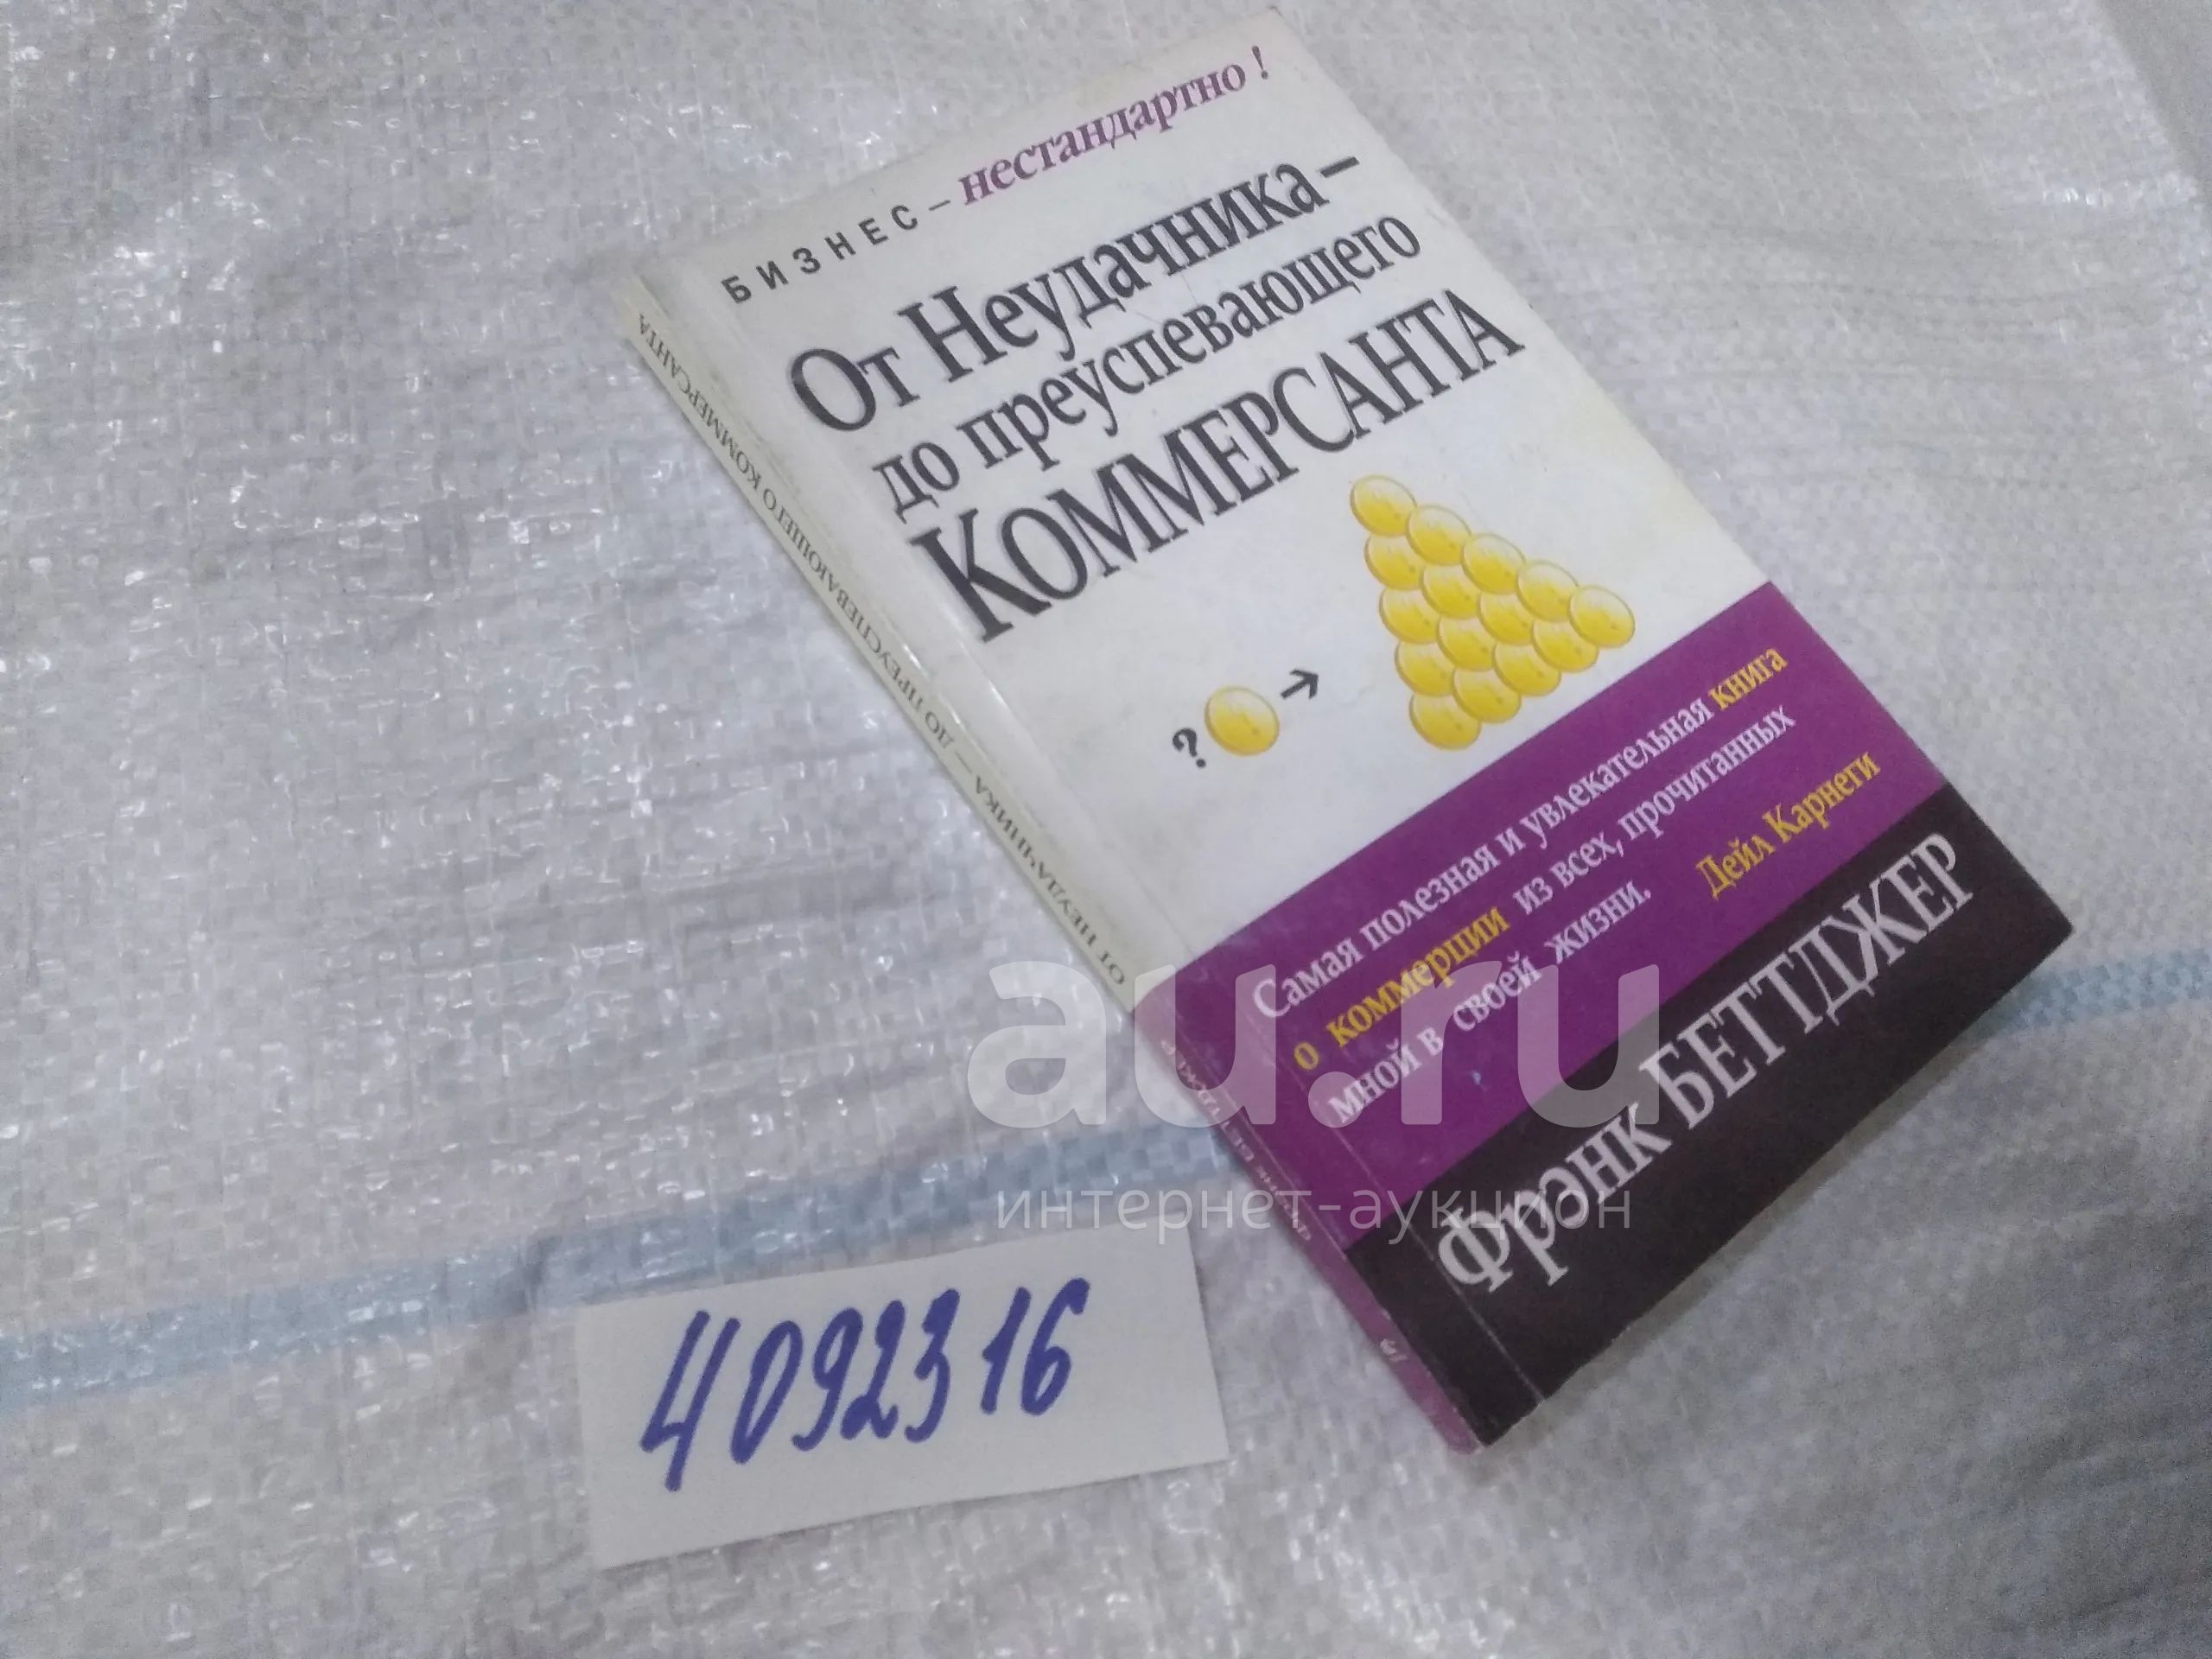 БИЗНЕС – нестандартно!
От Неудачника –
до преуспевающего
Коммерсанта
?
Самая полезная и увлекательная книга
о коммерции из всех, прочитанных
мной в своей жизни.
Дейл Карнеги
Фрэнк БЕТТДЖЕР
ОТ НЕУДАЧНИКА — ДО ПРЕУСПЕВАЮЩЕГО КОММЕРСАНТА
au.ru
интернет-аукцион
4092316